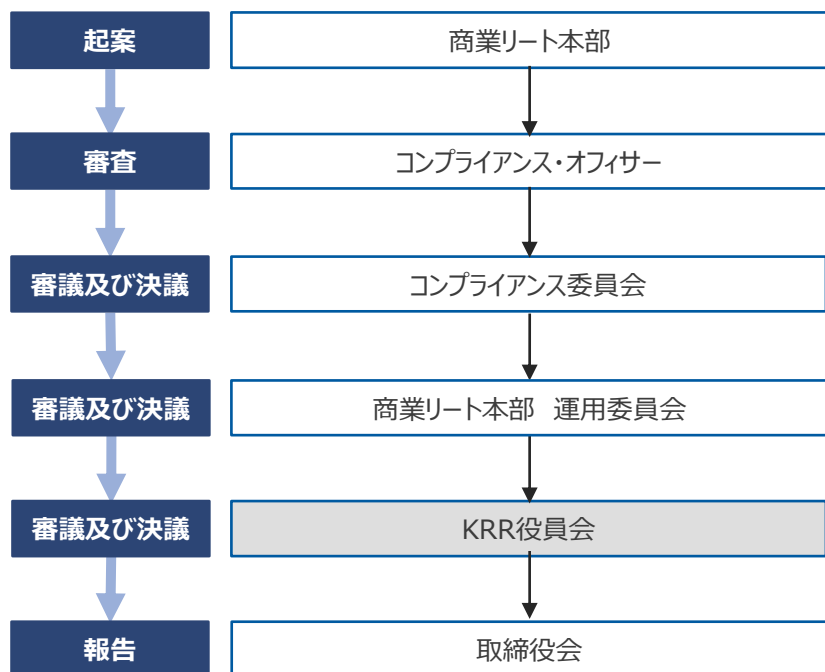 起案
商業リート本部
審査
コンプライアンス・オフィサー
審議及び決議
コンプライアンス委員会
審議及び決議
商業リート本部　運用委員会
審議及び決議
KRR役員会
報告
取締役会